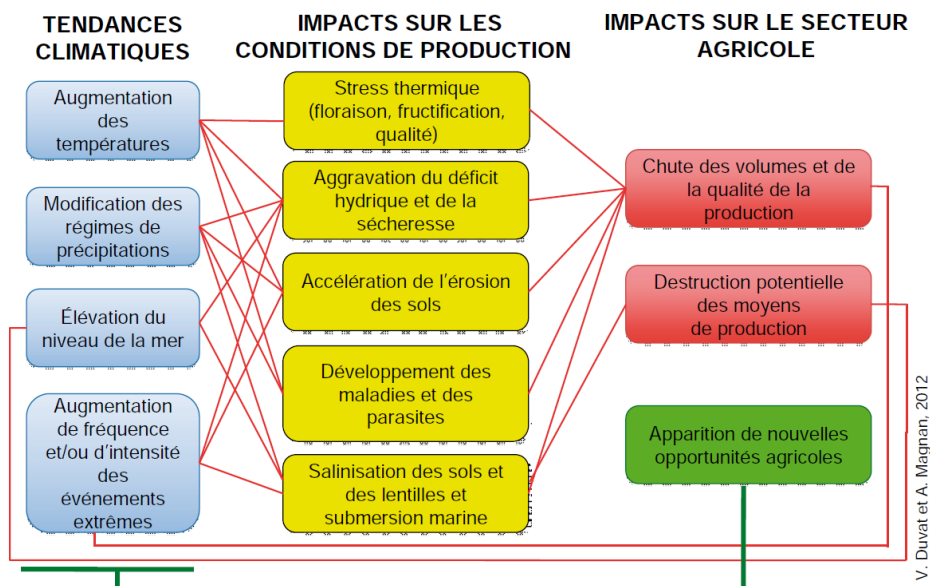 TENDANCES
CLIMATIQUES
IMPACTS SUR LES
CONDITIONS DE PRODUCTION
IMPACTS SUR LE SECTEUR
AGRICOLE
Augmentation
des
températures
Modification des
régimes de
précipitations
Élévation du
niveau de la mer
Augmentation
de fréquence
et/ou d’intensité
des
événements
extrêmes
Stress thermique
(floraison, fructification,
qualité)
Aggravation du déficit
hydrique et de la
sécheresse
Accélération de l’érosion
des sols
Développement des
maladies et des
parasites
Salinisation des sols et
des lentilles et
submersion marine
Chute des volumes et de
la qualité de la
production
Destruction potentielle
des moyens
de production
Apparition de nouvelles
opportunités agricoles
V. Duvat et A. Magnan, 2012